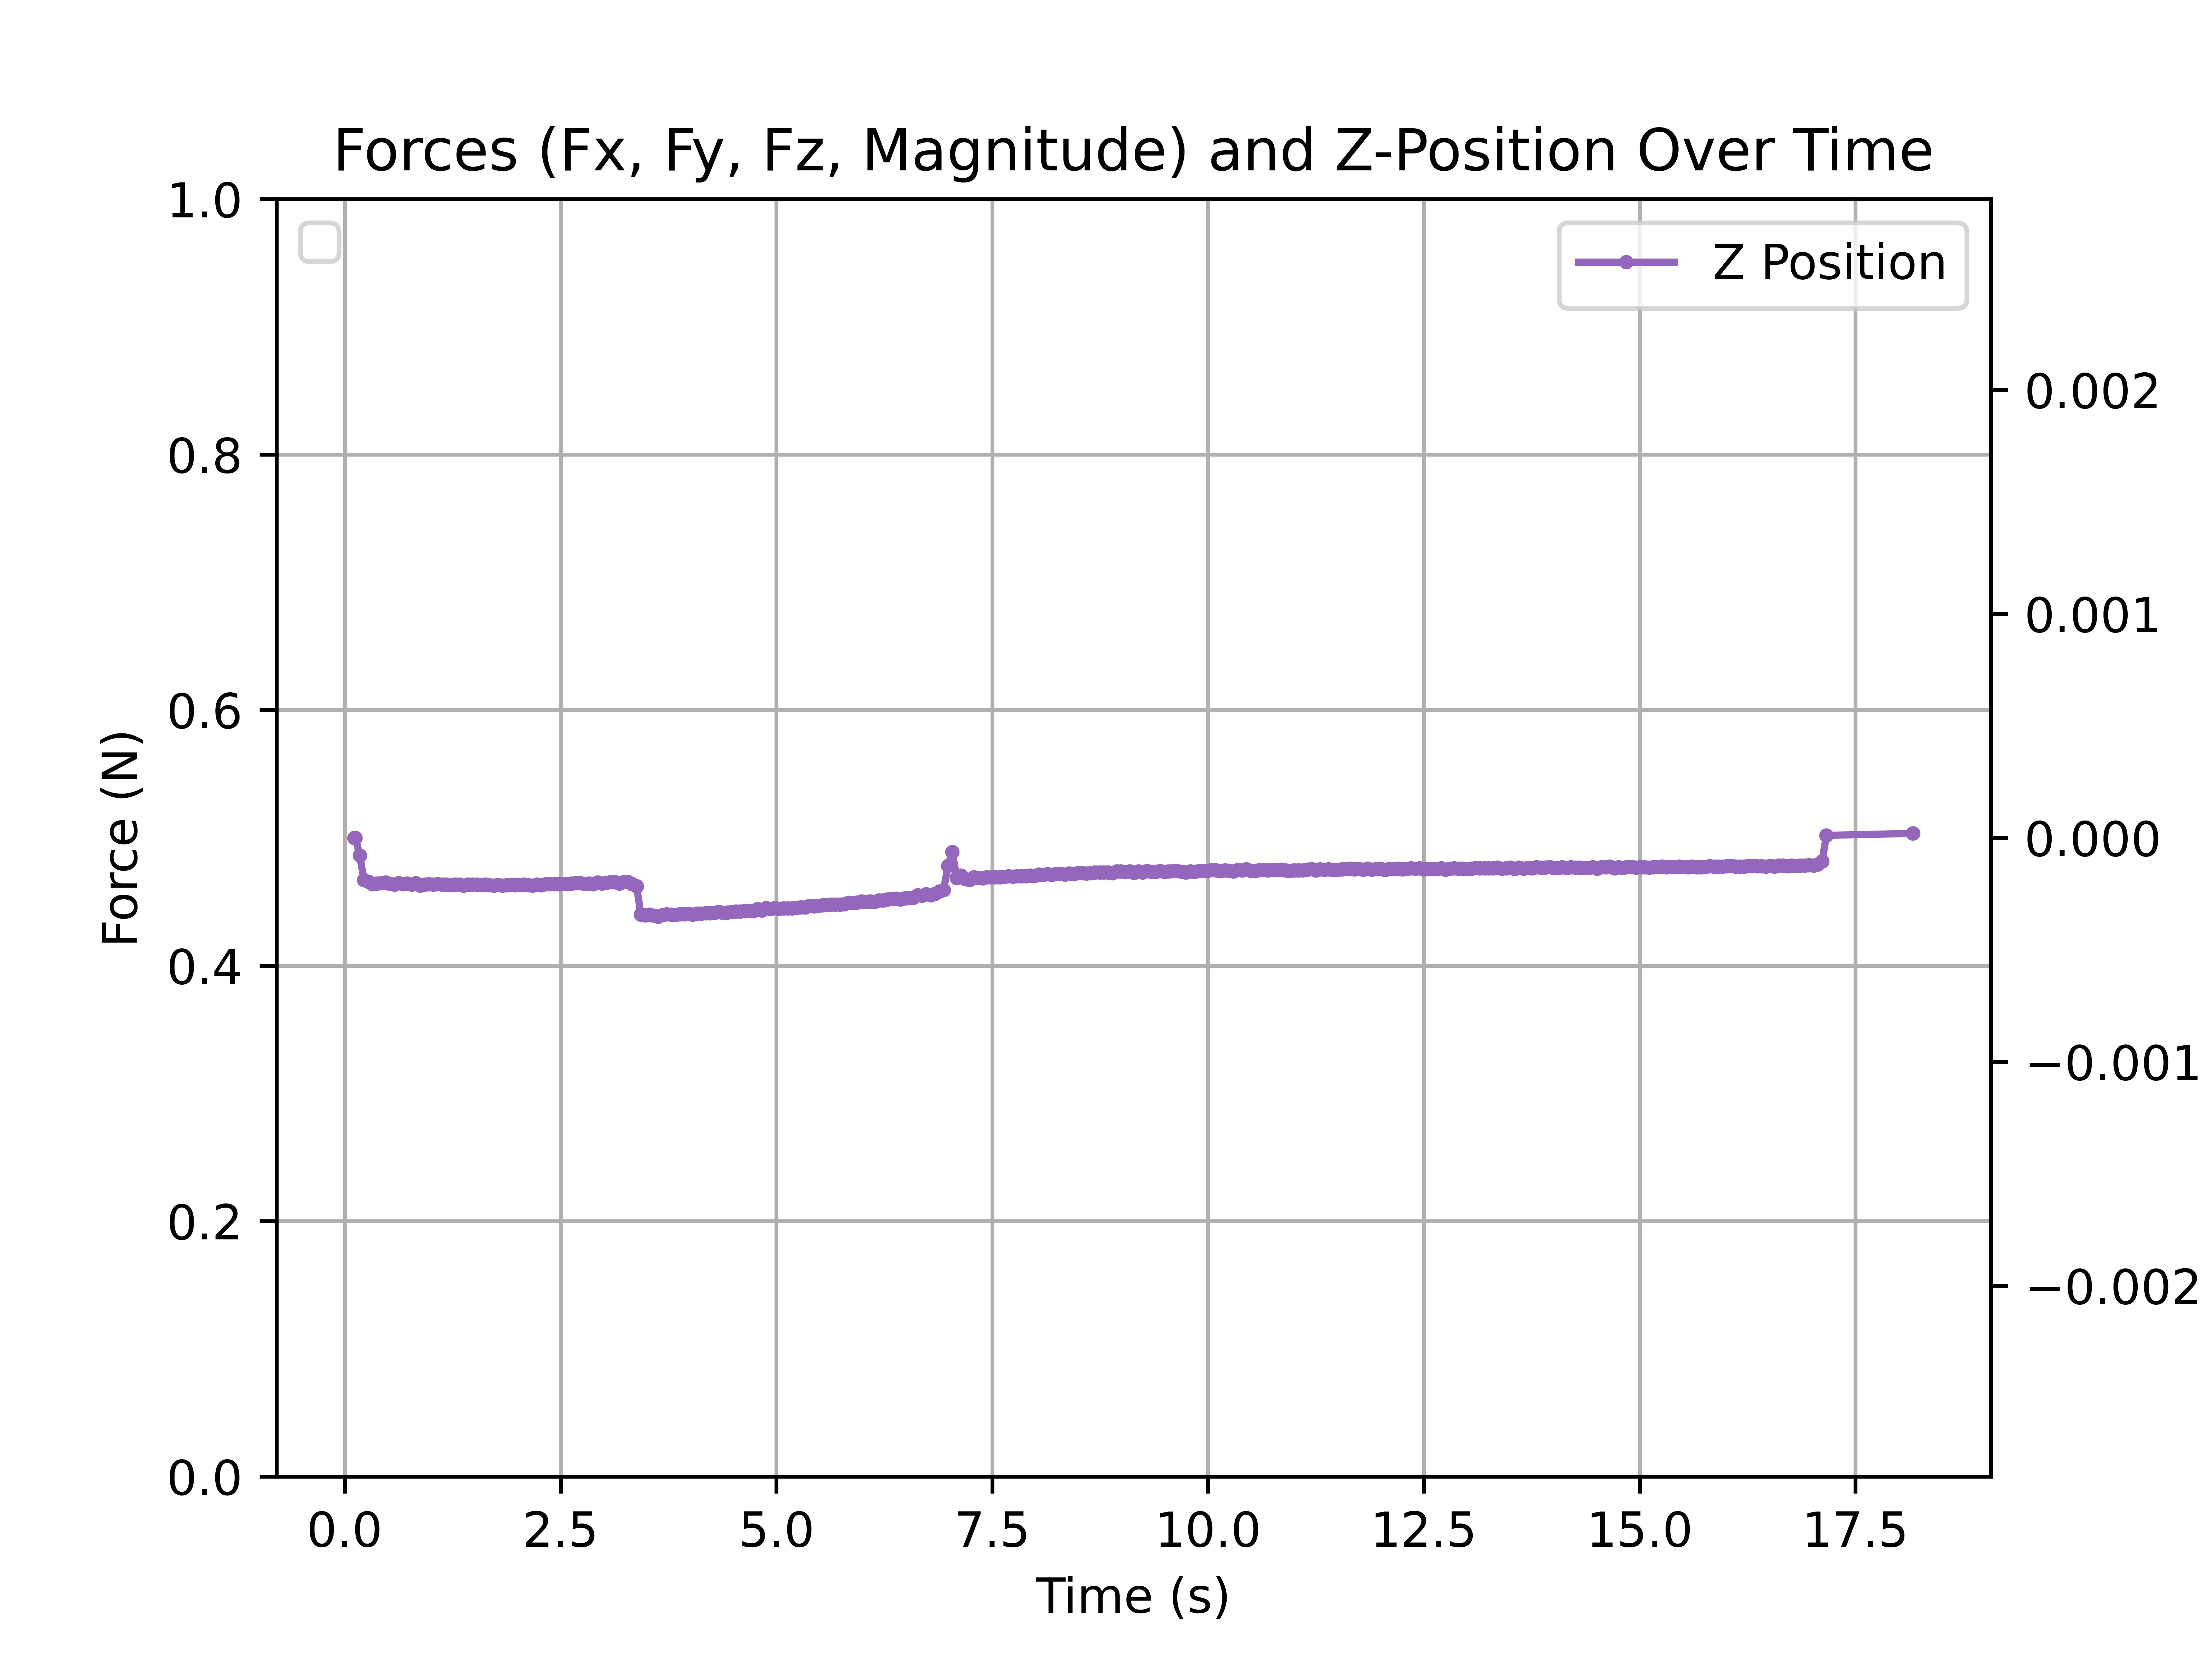 Forces (Fx, Fy, Fz, Magnitude) and Z-Position Over Time
1.0
0.8
0.6
0.4
0.2
0.0
Force (N)
Z Position
0.002
0.001
0.000
−0.001
−0.002
0.0 2.5 5.0 7.5 10.0 12.5 15.0 17.5
Time (s)